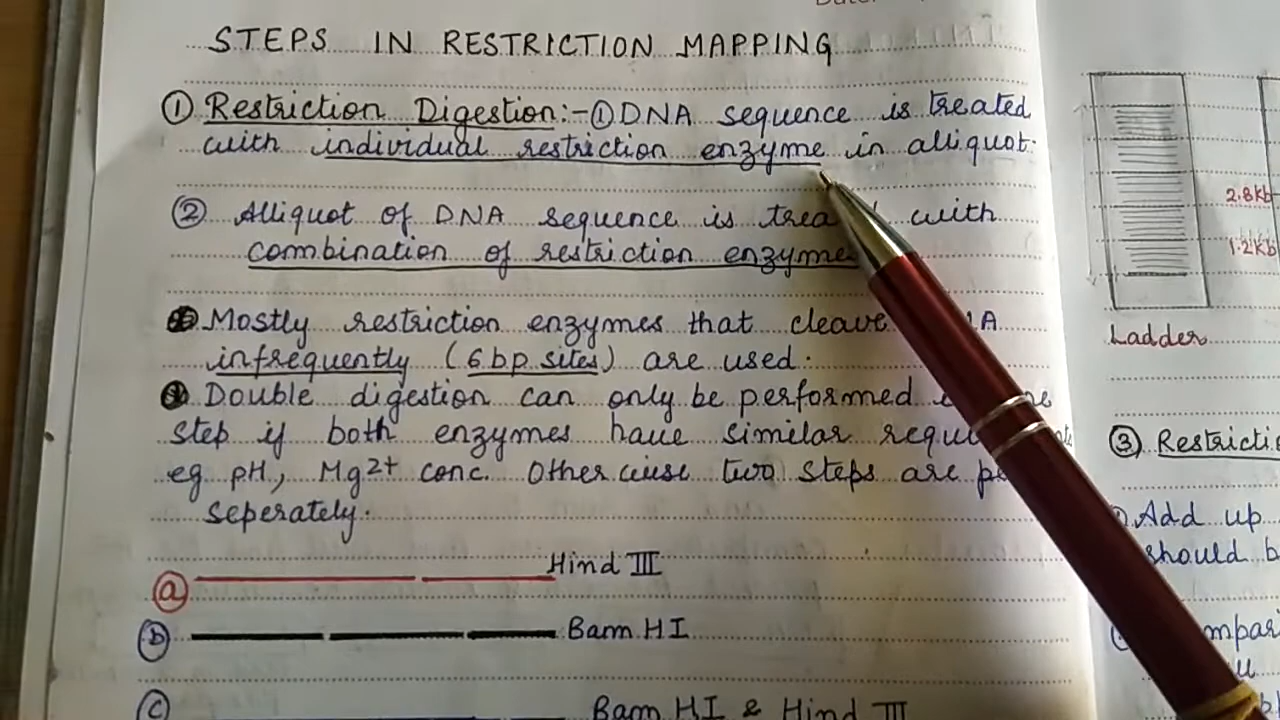 STEPS IN RESTRICTION MAPPING
① Restriction Digestion:- ① DNA sequence is treated
with individual restriction enzyme in alliquot.
② Alliquot of DNA sequence is trea with
combination of restriction enzyme
Mostly restriction enzymes that cleave A
infrequently (6 bp sites) are used.
Double digestion can only be performed
step if both enzymes have similar requ
eg pH, Mg2+ conc. Otherwise two steps are p
seperately.
ⓐ Hind III
ⓑ Bam HI
ⓒ Bam HI & Hind III
2.8kb
1.2kb
Ladder
③ Restricti
Add up
should b
mpari